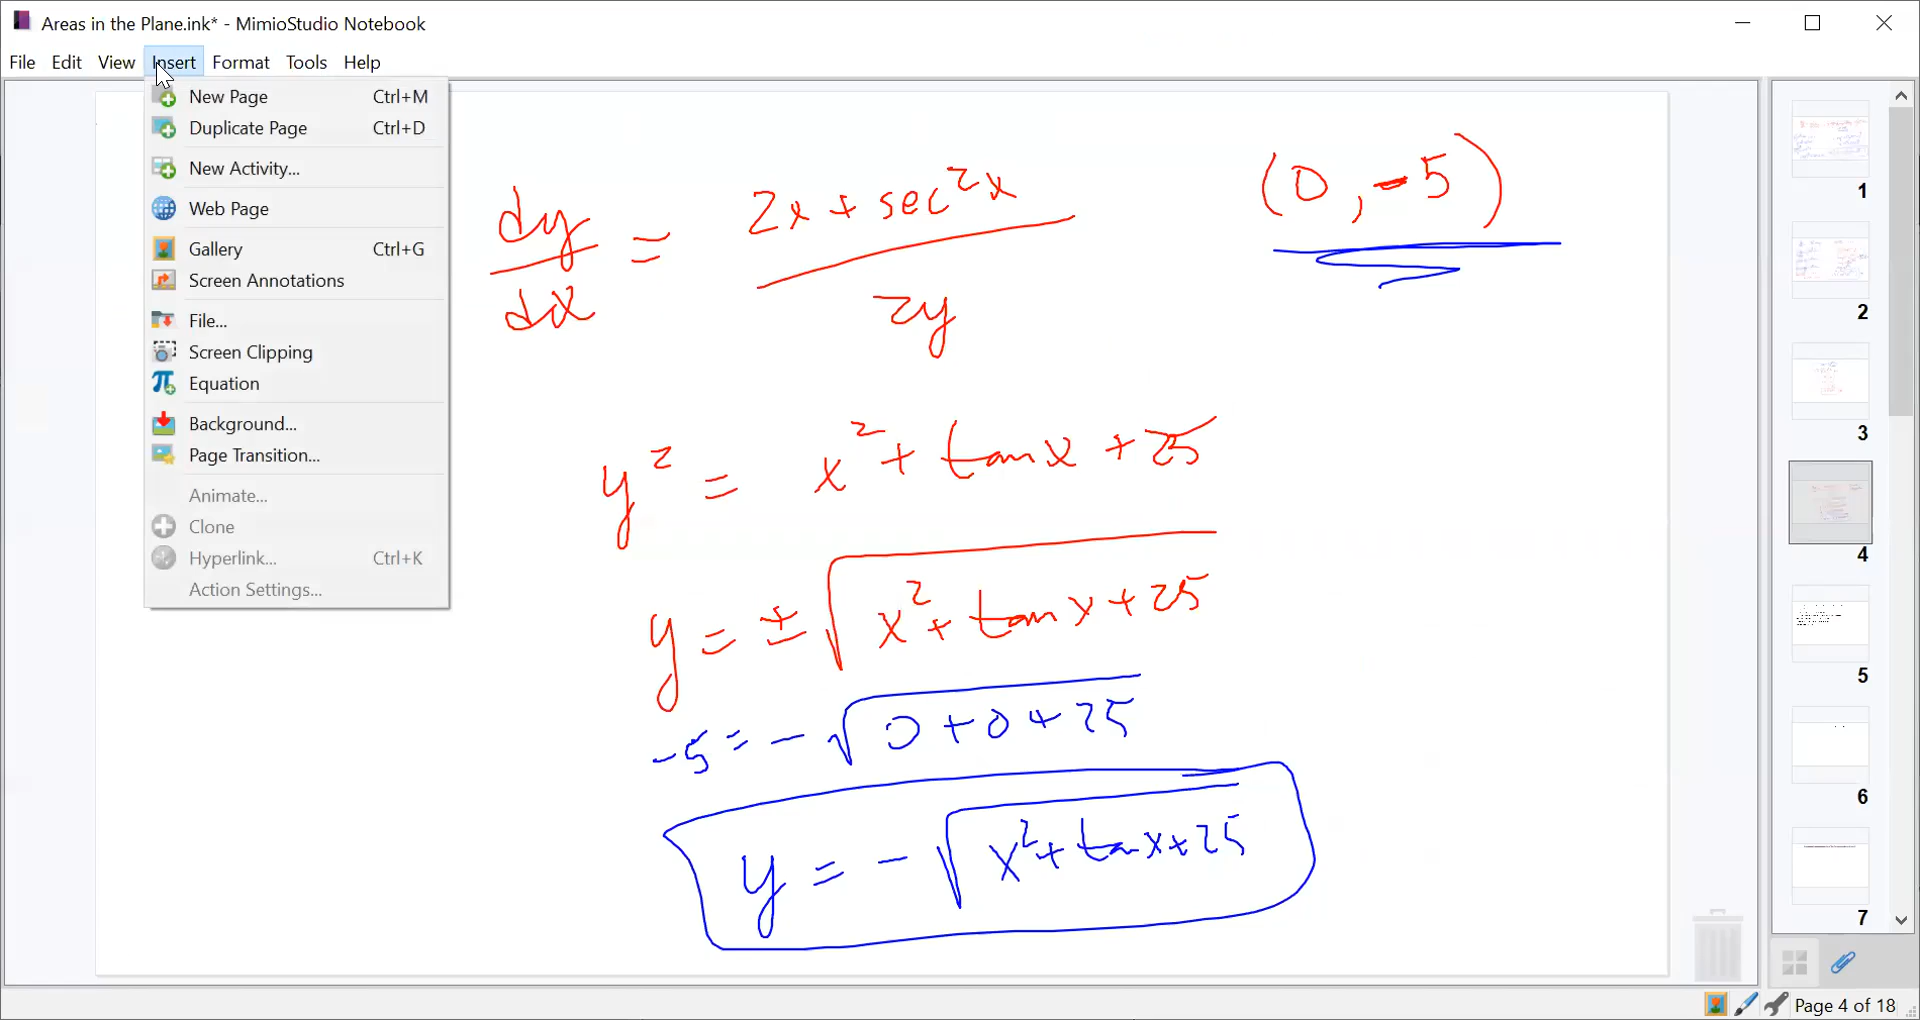 Areas in the Plane.ink* - MimioStudio Notebook
File Edit View Insert Format Tools Help
New Page Ctrl+M
Duplicate Page Ctrl+D
New Activity...
Web Page
Gallery Ctrl+G
Screen Annotations
File...
Screen Clipping
Equation
Background...
Page Transition...
Animate...
Clone
Hyperlink... Ctrl+K
Action Settings...
dy/dx = (2x + sec²x)/(2y)
(0, -5)
y² = x² + tan x + 25
y = ±√(x² + tan x + 25)
-5 = -√(0 + 0 + 25)
y = -√(x² + tan x + 25)
1
2
3
4
5
6
7
Page 4 of 18